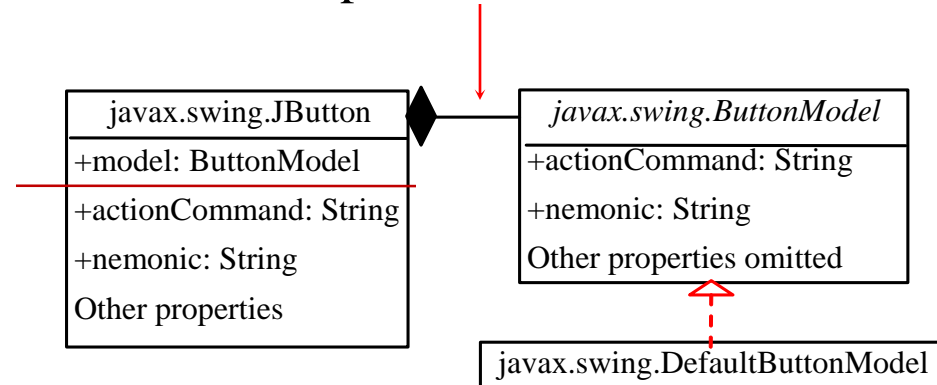 javax.swing.JButton
+model: ButtonModel
+actionCommand: String
+nemonic: String
Other properties
javax.swing.ButtonModel
+actionCommand: String
+nemonic: String
Other properties omitted
javax.swing.DefaultButtonModel